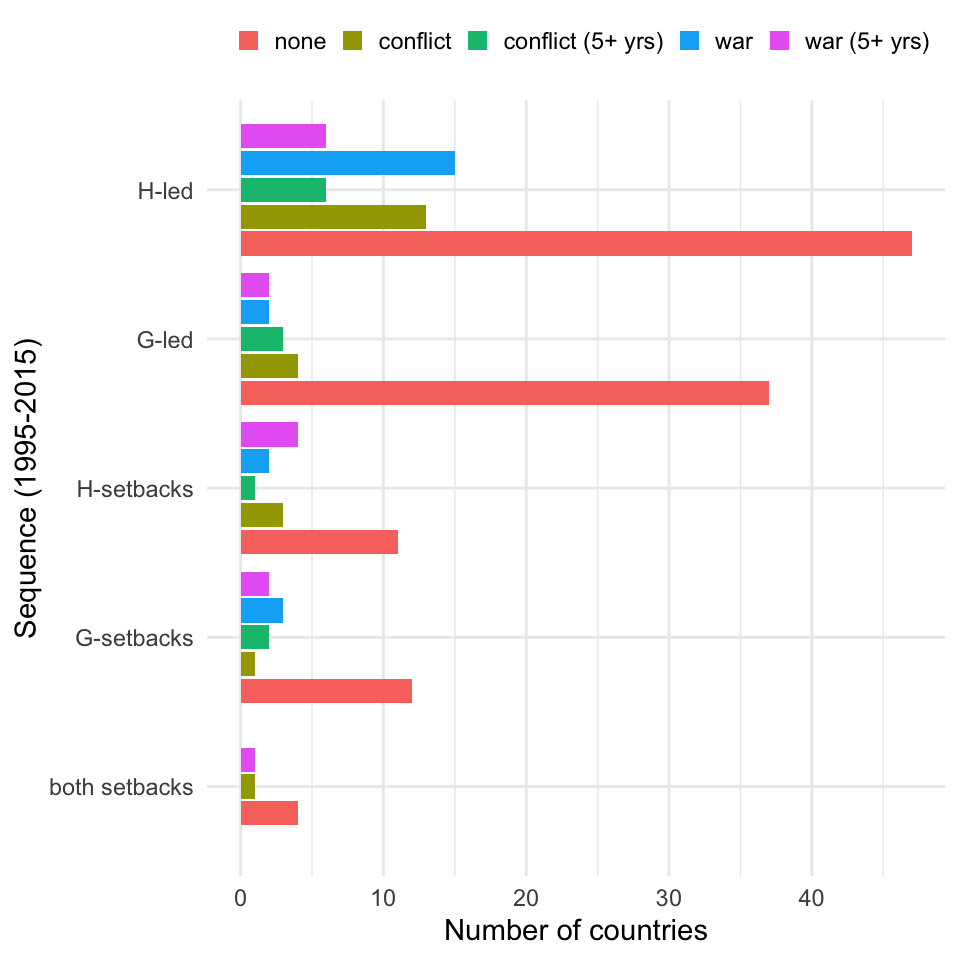 none conflict conflict (5+ yrs) war war (5+ yrs)
Sequence (1995-2015)
H-led
G-led
H-setbacks
G-setbacks
both setbacks
0 10 20 30 40
Number of countries